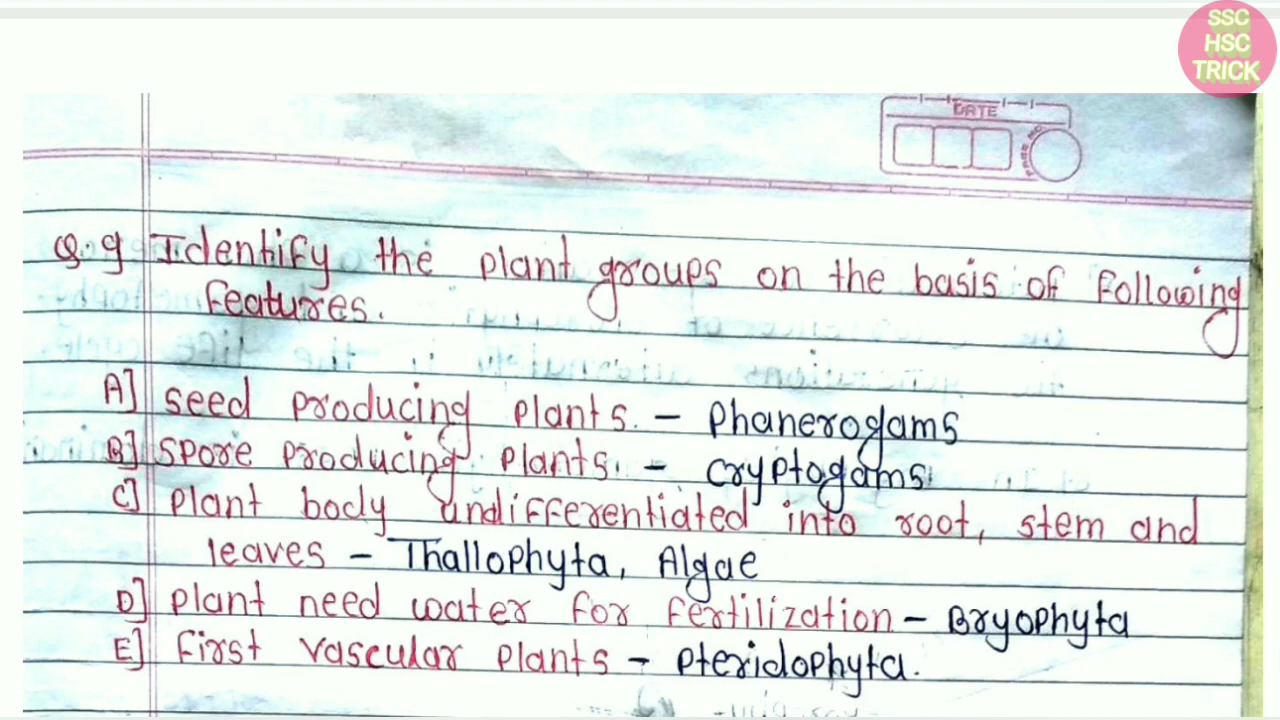 SSC
HSC
TRICK
DATE
Q.9 Identify the plant groups on the basis of following
features.
A] seed producing plants. - Phanerogams
B] spore producing plants. - cryptogams
C] plant body undifferentiated into root, stem and
leaves - Thallophyta, Algae
D] plant need water for fertilization - Bryophyta
E] first vascular plants - pteridophyta.